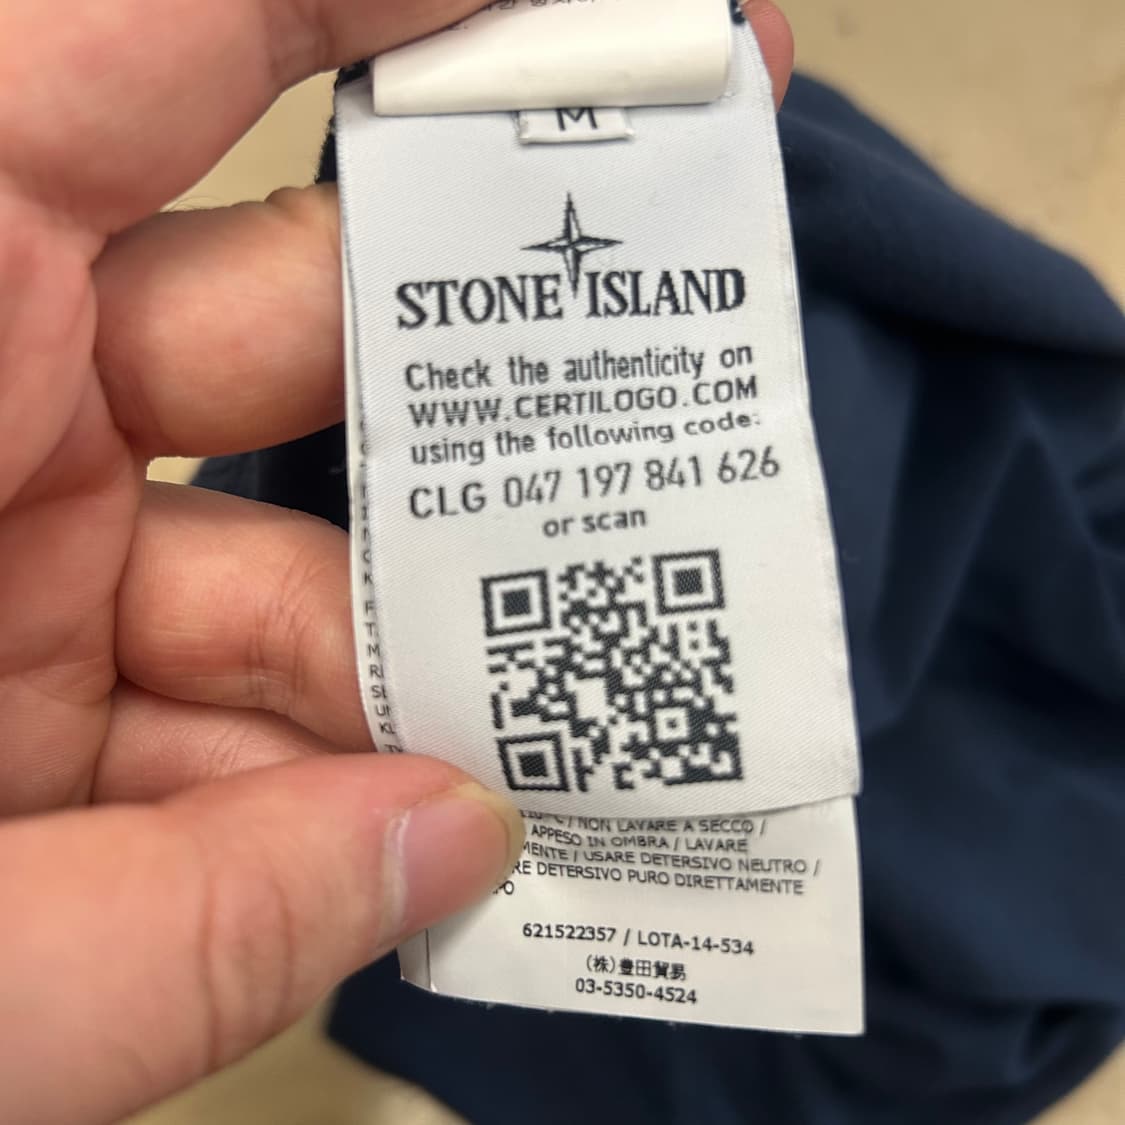 M
STONE ISLAND
Check the authenticity on
WWW.CERTILOGO.COM
using the following code:
CLG 047 197 841 626
or scan
/ NON LAVARE A SECCO /
APPESO IN OMBRA / LAVARE
/ USARE DETERSIVO NEUTRO /
DETERSIVO PURO DIRETTAMENTE
621522357 / LOTA-14-534
(株)豊田貿易
03-5350-4524